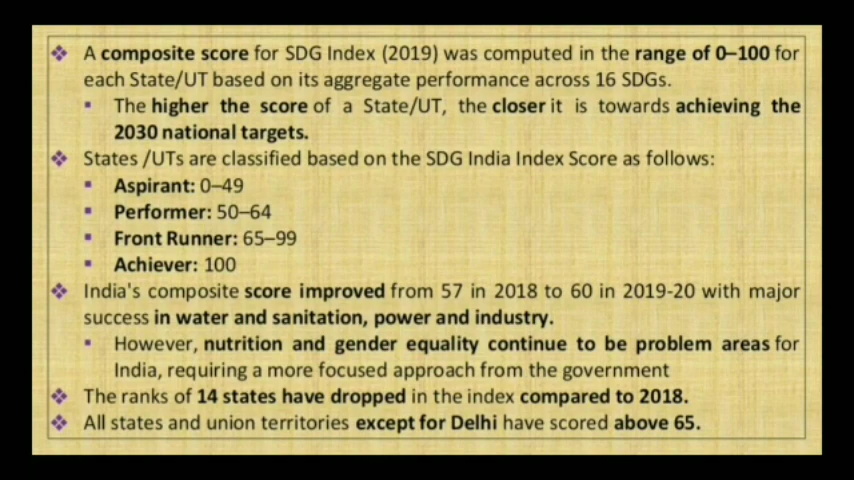 ❖ A composite score for SDG Index (2019) was computed in the range of 0–100 for
each State/UT based on its aggregate performance across 16 SDGs.
▪ The higher the score of a State/UT, the closer it is towards achieving the
2030 national targets.
❖ States /UTs are classified based on the SDG India Index Score as follows:
▪ Aspirant: 0–49
▪ Performer: 50–64
▪ Front Runner: 65–99
▪ Achiever: 100
❖ India's composite score improved from 57 in 2018 to 60 in 2019-20 with major
success in water and sanitation, power and industry.
▪ However, nutrition and gender equality continue to be problem areas for
India, requiring a more focused approach from the government
❖ The ranks of 14 states have dropped in the index compared to 2018.
❖ All states and union territories except for Delhi have scored above 65.